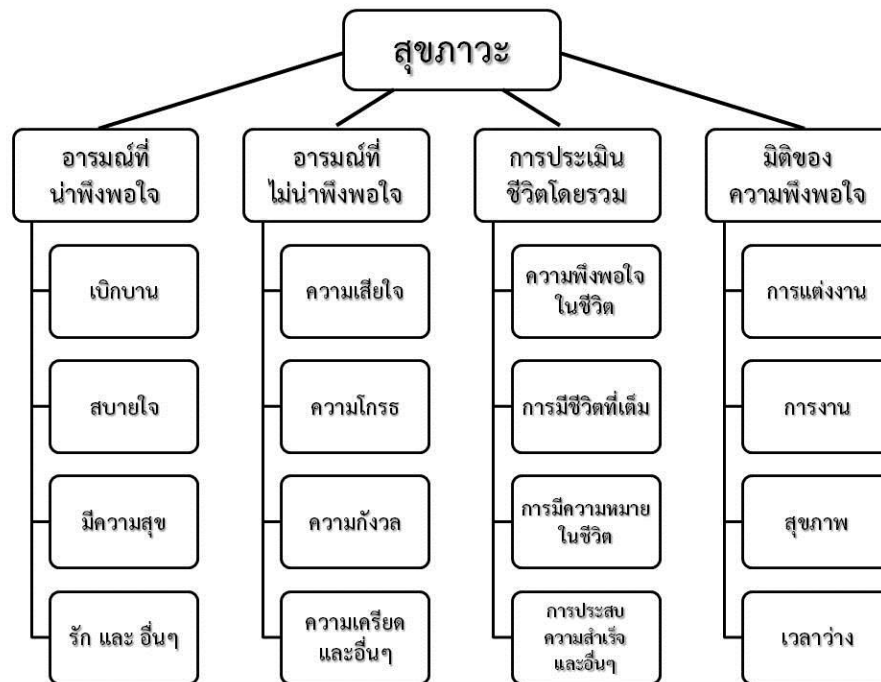 สุขภาวะ
อารมณ์ที่
น่าพึงพอใจ
เบิกบาน
สบายใจ
มีความสุข
รัก และ อื่นๆ
อารมณ์ที่
ไม่น่าพึงพอใจ
ความเสียใจ
ความโกรธ
ความกังวล
ความเครียด
และอื่นๆ
การประเมิน
ชีวิตโดยรวม
ความพึงพอใจ
ในชีวิต
การมีชีวิตที่เต็ม
การมีความหมาย
ในชีวิต
การประสบ
ความสำเร็จ
และอื่นๆ
มิติของ
ความพึงพอใจ
การแต่งงาน
การงาน
สุขภาพ
เวลาว่าง